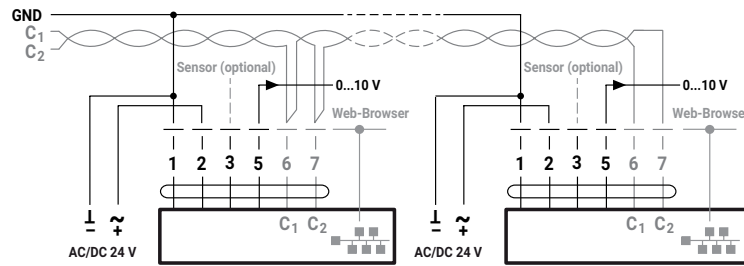 GND
C1
C2
Sensor (optional) 0...10 V Sensor (optional) 0...10 V
Web-Browser Web-Browse
1 2 3 5 6 7 1 2 3 5 6 7
⊥ ~ ⊥ ~
– + C1 C2 – + C1 C2
AC/DC 24 V AC/DC 24 V